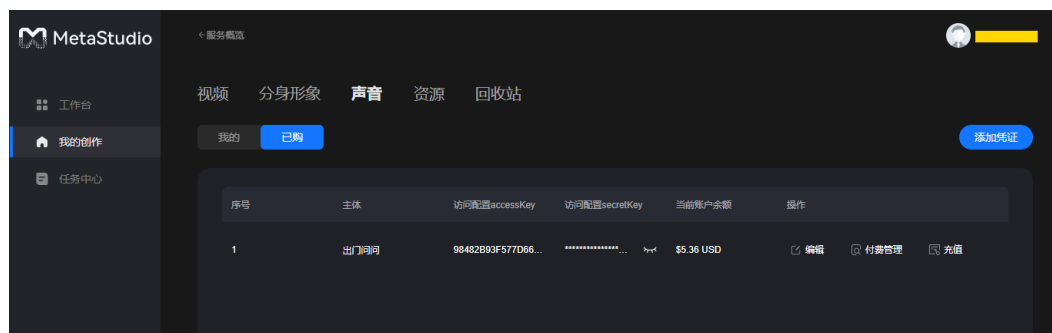 MetaStudio
<服务概览
工作台
我的创作
任务中心
视频 分身形象 声音 资源 回收站
我的 已购
添加凭证
序号 主体 访问配置accessKey 访问配置secretKey 当前账户余额 操作
1 出门问问 98482B93F577D66... ***************... $5.36 USD 编辑 付费管理 充值